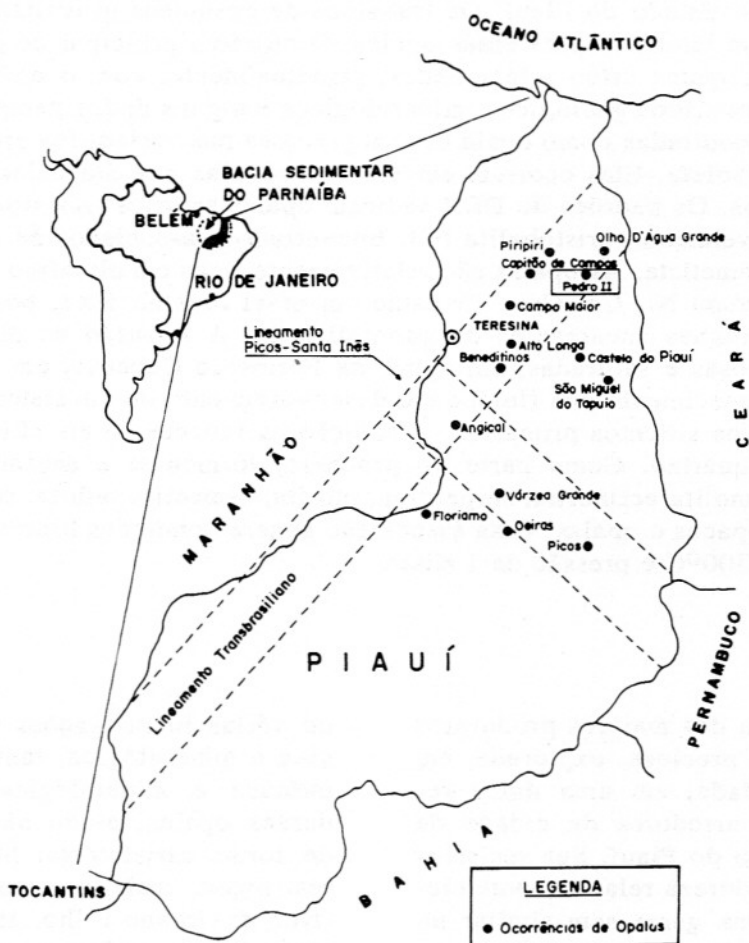 OCEANO ATLÂNTICO
BACIA SEDIMENTAR
DO PARNAÍBA
BELÉM
RIO DE JANEIRO
Piripiri
Olho D'Água Grande
Capitão de Campos
Pedro II
Campo Maior
Lineamento
Picos-Santa Inês
TERESINA
Alto Longa
Beneditinos
Castelo do Piauí
São Miguel
do Tapuio
CEARÁ
Angical
MARANHÃO
Várzea Grande
Floriano
Oeiras
Picos
Lineamento Transbrasiliano
PIAUÍ
PERNAMBUCO
BAHIA
TOCANTINS
LEGENDA
Ocorrências de Opalas